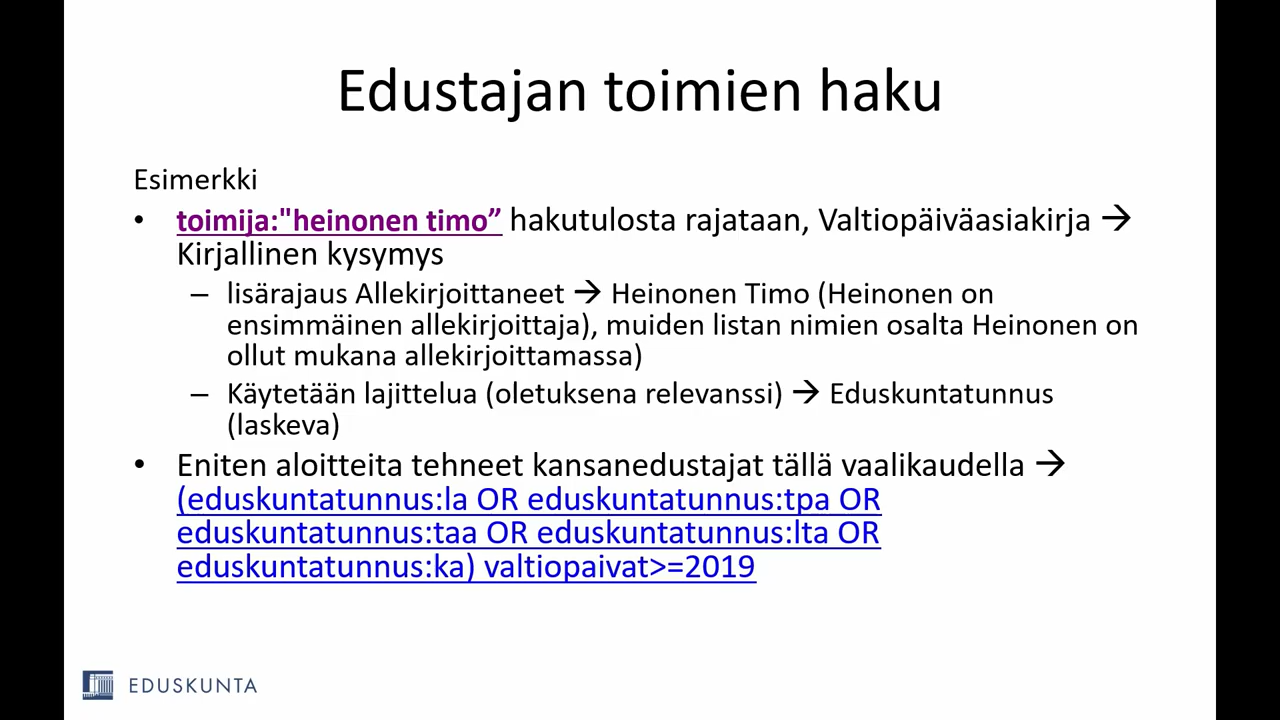 Edustajan toimien haku
Esimerkki
• toimija:"heinonen timo” hakutulosta rajataan, Valtiopäiväasiakirja →
Kirjallinen kysymys
– lisärajaus Allekirjoittaneet → Heinonen Timo (Heinonen on
ensimmäinen allekirjoittaja), muiden listan nimien osalta Heinonen on
ollut mukana allekirjoittamassa)
– Käytetään lajittelua (oletuksena relevanssi) → Eduskuntatunnus
(laskeva)
• Eniten aloitteita tehneet kansanedustajat tällä vaalikaudella →
(eduskuntatunnus:la OR eduskuntatunnus:tpa OR
eduskuntatunnus:taa OR eduskuntatunnus:lta OR
eduskuntatunnus:ka) valtiopaivat>=2019
EDUSKUNTA